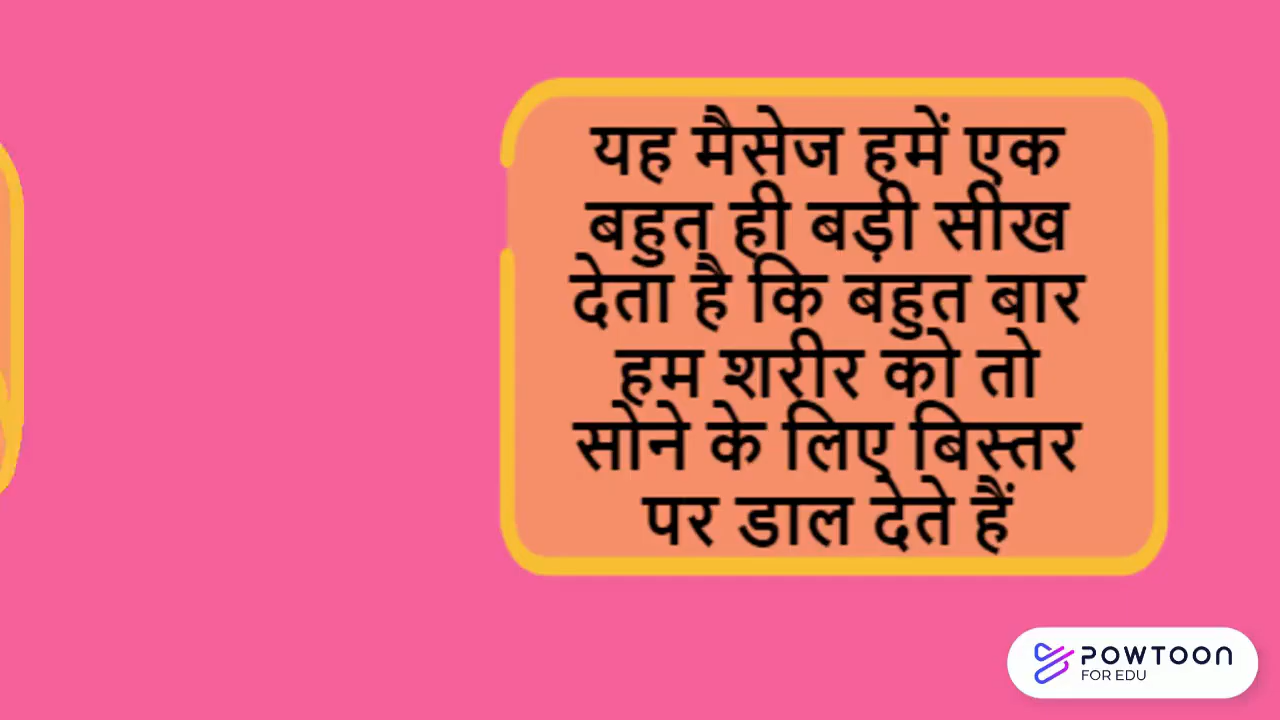 यह मैसेज हमें एक
बहुत ही बड़ी सीख
देता है कि बहुत बार
हम शरीर को तो
सोने के लिए बिस्तर
पर डाल देते हैं
POWTOON
FOR EDU